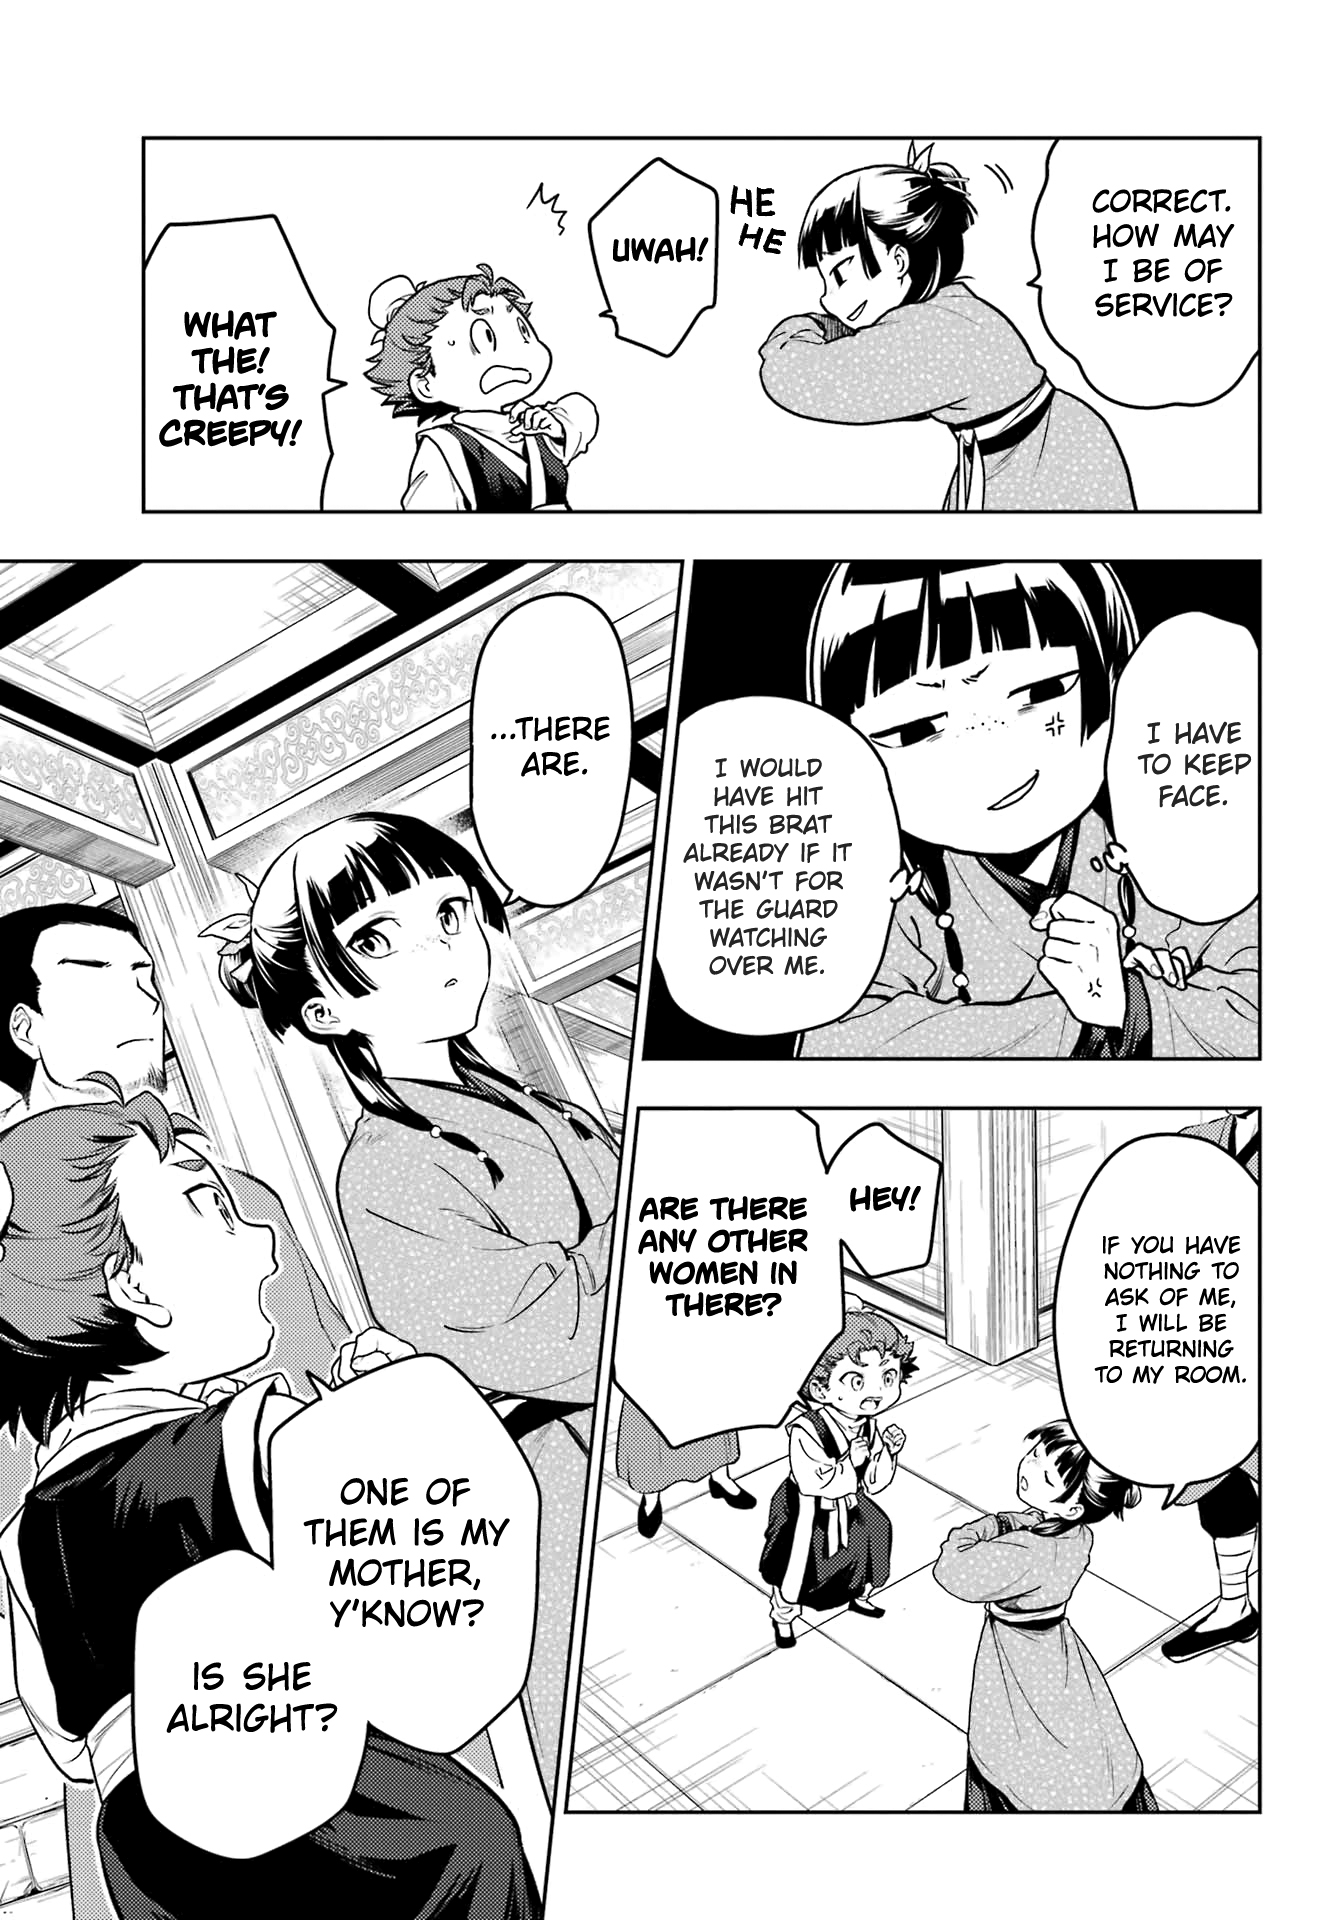 CORRECT.
HOW MAY
I BE OF
SERVICE?
HE
HE
UWAH!
WHAT
THE!
THAT'S
CREEPY!
I HAVE
TO KEEP
FACE.
I WOULD
HAVE HIT
THIS BRAT
ALREADY IF IT
WASN'T FOR
THE GUARD
WATCHING
OVER ME.
IF YOU HAVE
NOTHING TO
ASK OF ME,
I WILL BE
RETURNING
TO MY ROOM.
HEY!
ARE THERE
ANY OTHER
WOMEN IN
THERE?
...THERE
ARE.
ONE OF
THEM IS MY
MOTHER,
Y'KNOW?
IS SHE
ALRIGHT?